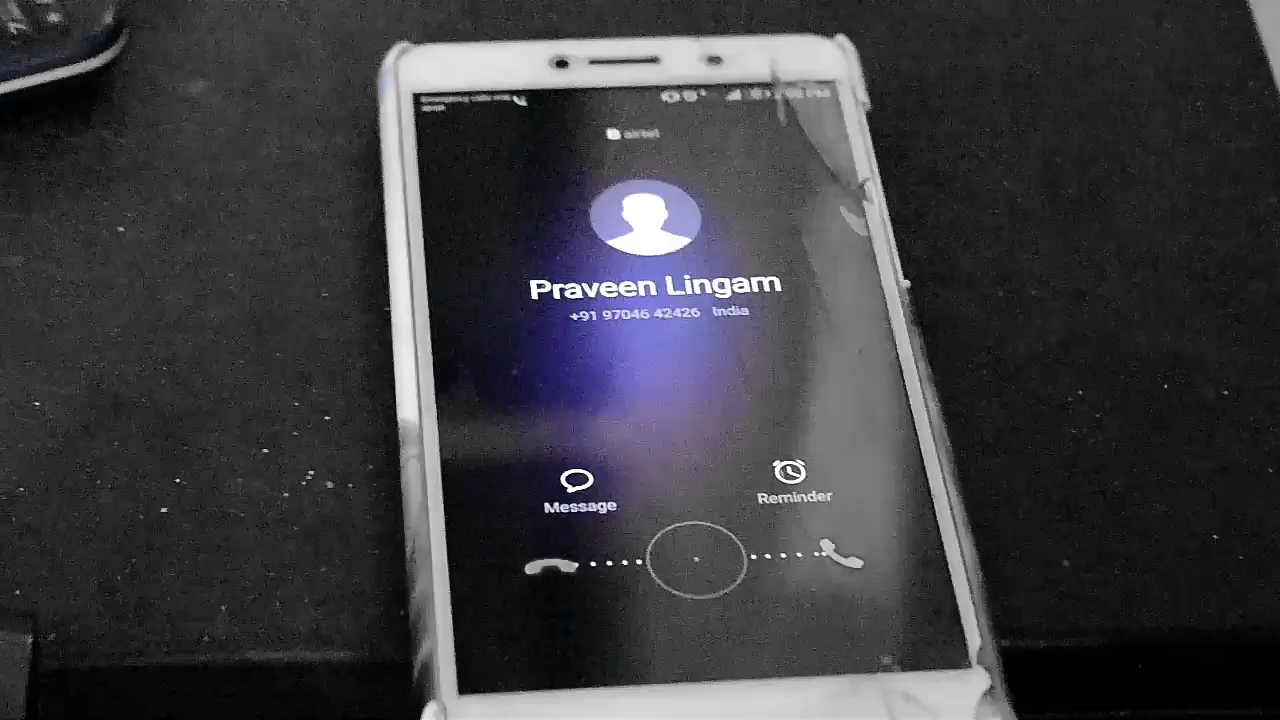 airtel
Praveen Lingam
+91 97046 42426 India
Message
Reminder